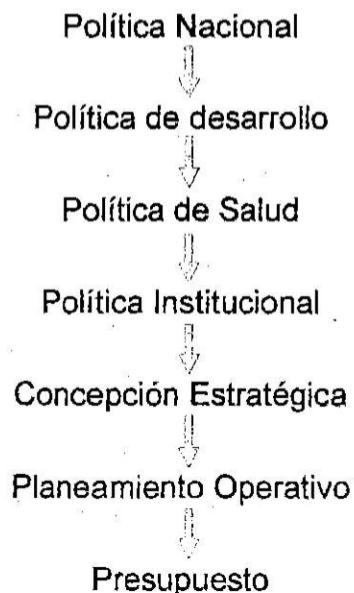 Política Nacional
Política de desarrollo
Política de Salud
Política Institucional
Concepción Estratégica
Planeamiento Operativo
Presupuesto